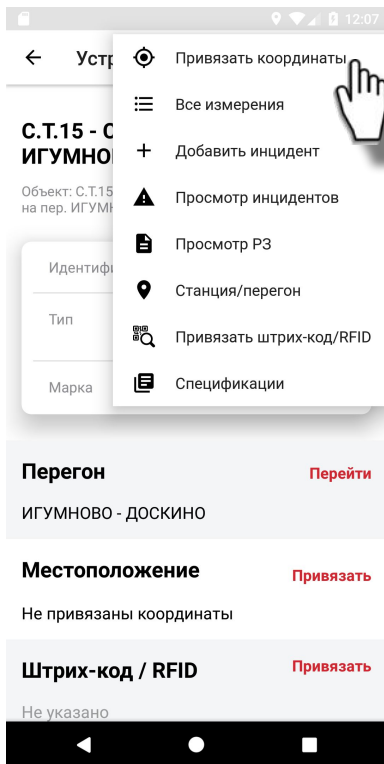 12:07
Устр
Привязать координаты
Все измерения
С.Т.15 - О
Добавить инцидент
ИГУМНО
Объект: С.Т.15
Просмотр инцидентов
на пер. ИГУМН
Просмотр РЗ
Идентифи
Станция/перегон
Тип
Привязать штрих-код/RFID
Марка
Спецификации
Перегон
Перейти
ИГУМНОВО - ДОСКИНО
Местоположение
Привязать
Не привязаны координаты
Штрих-код / RFID
Привязать
Не указано